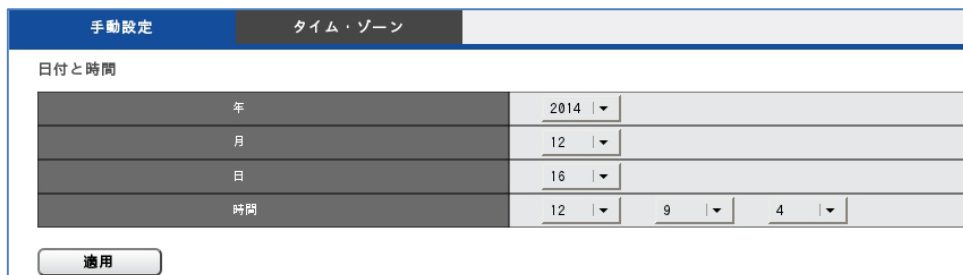 手動設定 タイム・ゾーン
日付と時間
年 2014
月 12
日 16
時間 12 9 4
適用